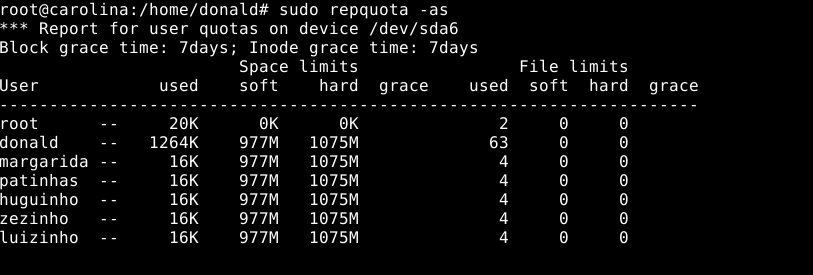 root@carolina:/home/donald# sudo repquota -as
*** Report for user quotas on device /dev/sda6
Block grace time: 7days; Inode grace time: 7days
                        Space limits                File limits
User            used    soft    hard  grace    used  soft  hard  grace
----------------------------------------------------------------------
root      --     20K      0K      0K              2     0     0
donald    --   1264K    977M   1075M             63     0     0
margarida --     16K    977M   1075M              4     0     0
patinhas  --     16K    977M   1075M              4     0     0
huguinho  --     16K    977M   1075M              4     0     0
zezinho   --     16K    977M   1075M              4     0     0
luizinho  --     16K    977M   1075M              4     0     0